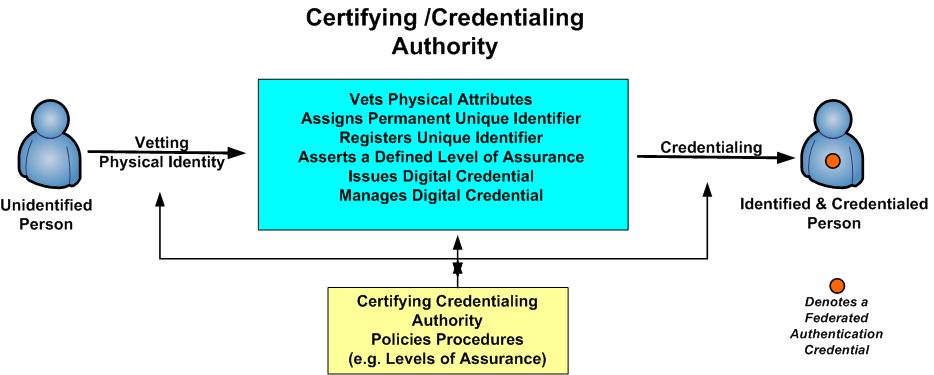 Certifying /Credentialing
Authority
Vets Physical Attributes
Assigns Permanent Unique Identifier
Registers Unique Identifier
Asserts a Defined Level of Assurance
Issues Digital Credential
Manages Digital Credential
Vetting
Physical Identity
Credentialing
Unidentified
Person
Identified & Credentialed
Person
Certifying Credentialing
Authority
Policies Procedures
(e.g. Levels of Assurance)
Denotes a
Federated
Authentication
Credential